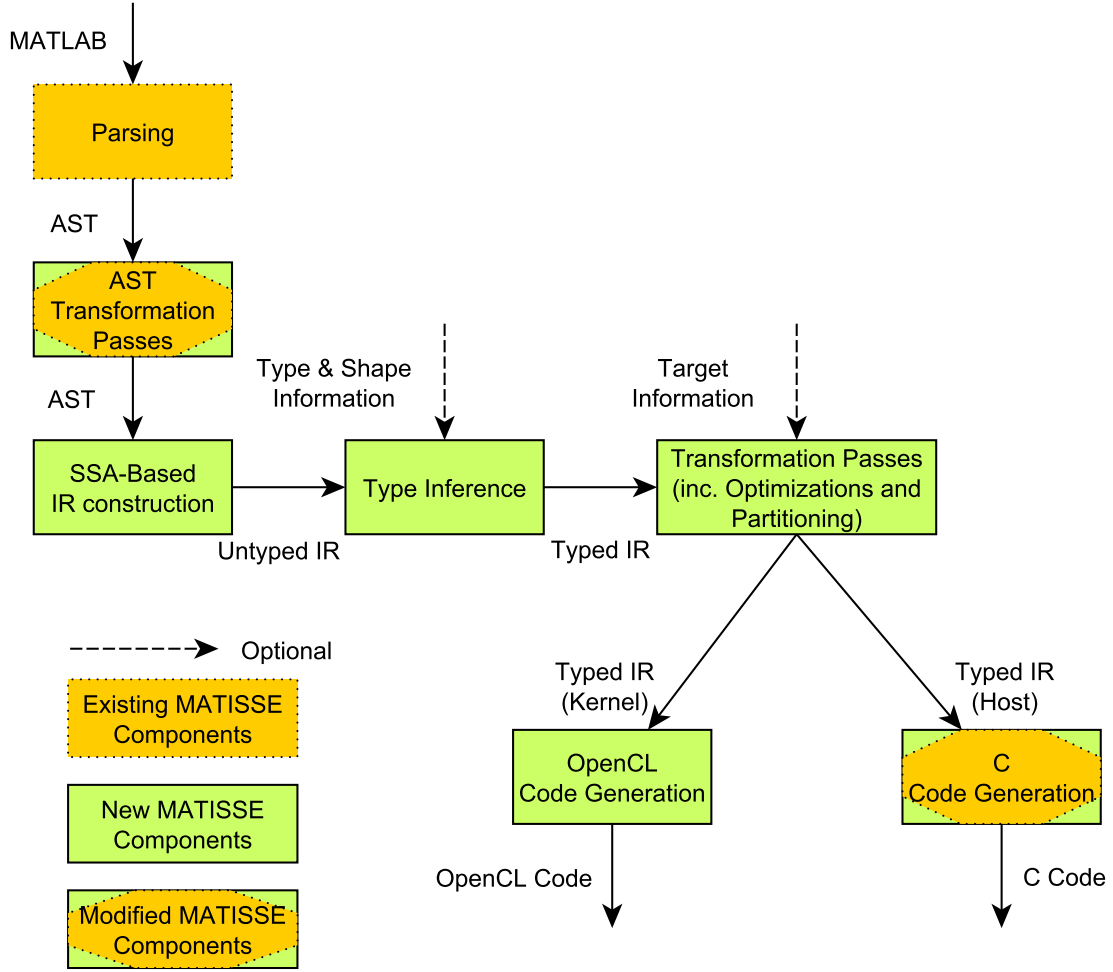 MATLAB
Parsing
AST
AST
Transformation
Passes
AST
Type & Shape
Information
Target
Information
SSA-Based
IR construction
Untyped IR
Type Inference
Typed IR
Transformation Passes
(inc. Optimizations and
Partitioning)
Typed IR
(Kernel)
Typed IR
(Host)
OpenCL
Code Generation
C
Code Generation
OpenCL Code
C Code
Optional
Existing MATISSE
Components
New MATISSE
Components
Modified MATISSE
Components